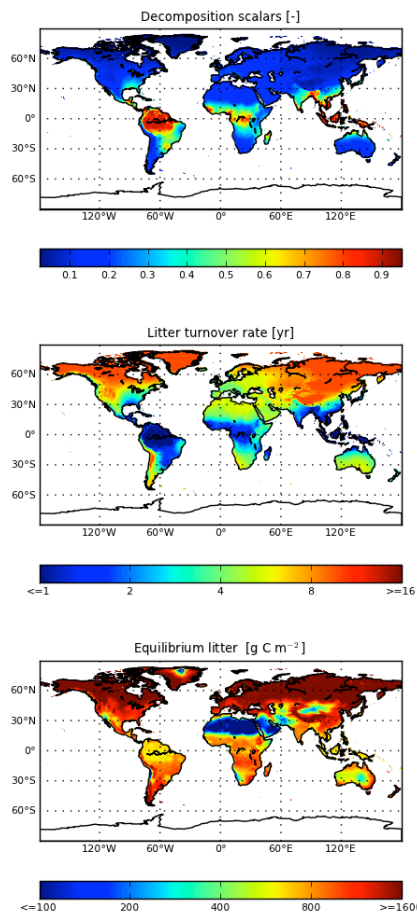 Decomposition scalars [-]
60°N
30°N
0°
30°S
60°S
120°W 60°W 0° 60°E 120°E
0.1 0.2 0.3 0.4 0.5 0.6 0.7 0.8 0.9
Litter turnover rate [yr]
60°N
30°N
0°
30°S
60°S
120°W 60°W 0° 60°E 120°E
<=1 2 4 8 >=16
Equilibrium litter [g C m⁻²]
60°N
30°N
0°
30°S
60°S
120°W 60°W 0° 60°E 120°E
<=100 200 400 800 >=160